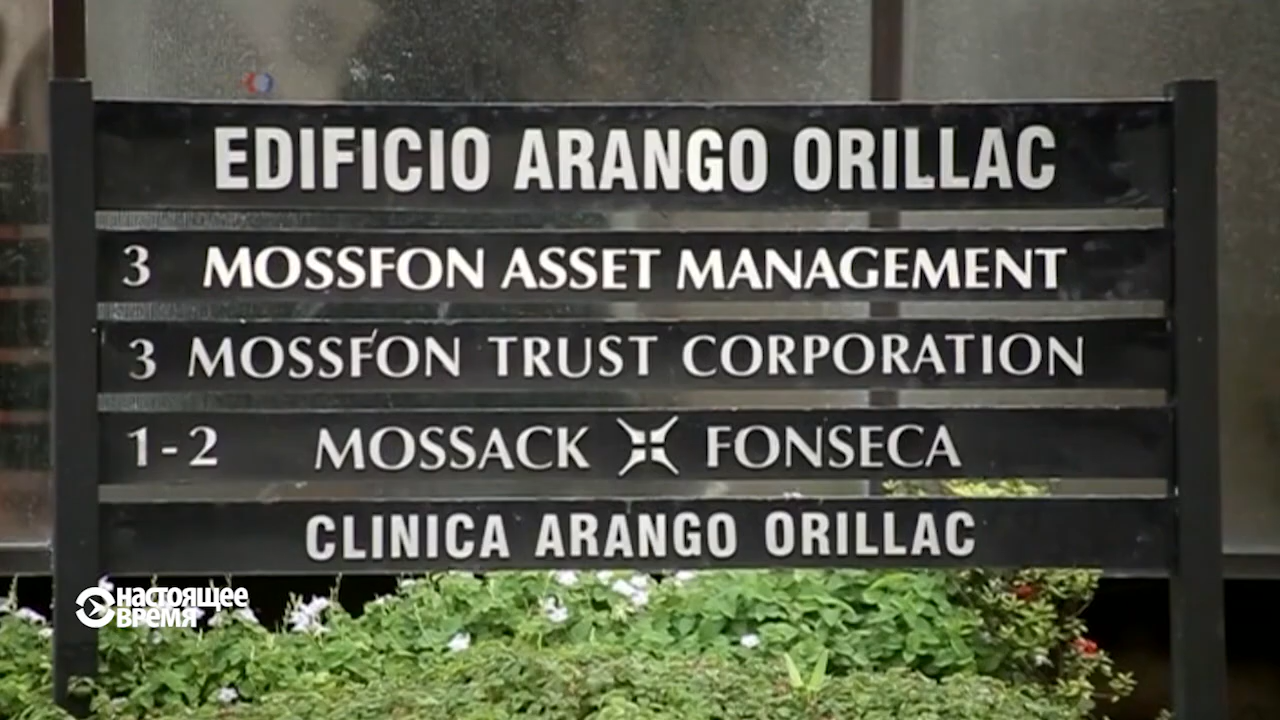 EDIFICIO ARANGO ORILLAC
3 MOSSFON ASSET MANAGEMENT
3 MOSSFON TRUST CORPORATION
1-2 MOSSACK FONSECA
CLINICA ARANGO ORILLAC
НАСТОЯЩЕЕ
ВРЕМЯ